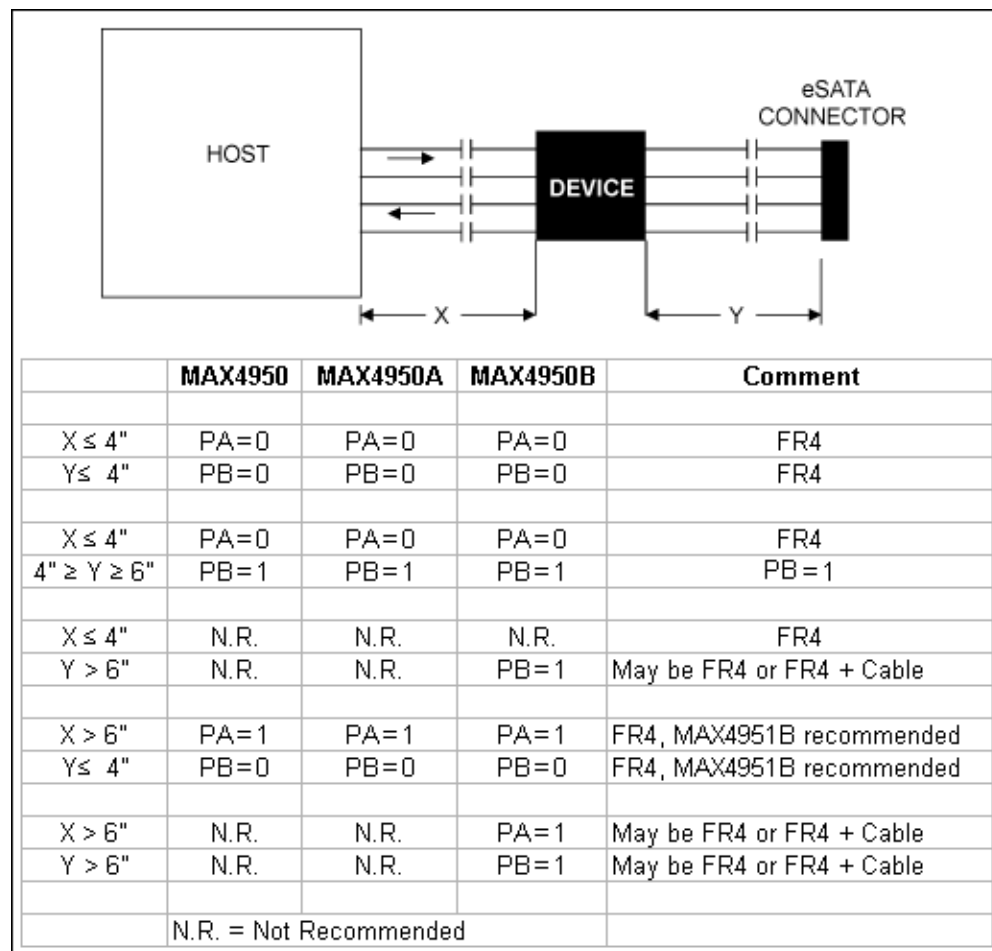 eSATA
CONNECTOR
HOST
DEVICE
X
Y
MAX4950 MAX4950A MAX4950B Comment
X ≤ 4" PA=0 PA=0 PA=0 FR4
Y≤ 4" PB=0 PB=0 PB=0 FR4
X ≤ 4" PA=0 PA=0 PA=0 FR4
4" ≥ Y ≥ 6" PB=1 PB=1 PB=1 PB=1
X ≤ 4" N.R. N.R. N.R. FR4
Y > 6" N.R. N.R. PB=1 May be FR4 or FR4 + Cable
X > 6" PA=1 PA=1 PA=1 FR4, MAX4951B recommended
Y≤ 4" PB=0 PB=0 PB=0 FR4, MAX4951B recommended
X > 6" N.R. N.R. PA=1 May be FR4 or FR4 + Cable
Y > 6" N.R. N.R. PB=1 May be FR4 or FR4 + Cable
N.R. = Not Recommended